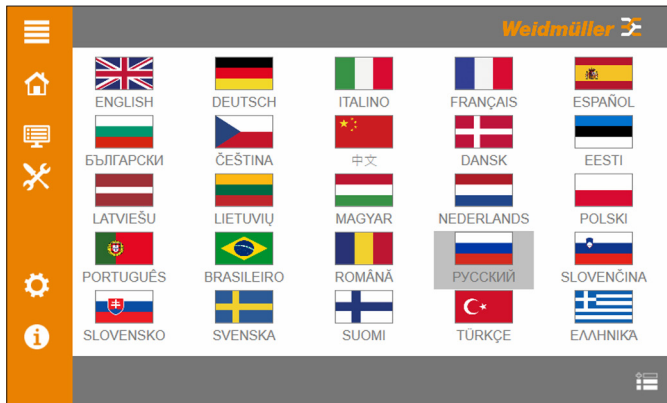 Weidmüller
ENGLISH DEUTSCH ITALINO FRANÇAIS ESPAÑOL
БЪЛГАРСКИ ČEŠTINA 中文 DANSK EESTI
LATVIEŠU LIETUVIŲ MAGYAR NEDERLANDS POLSKI
PORTUGUÊS BRASILEIRO ROMÂNĂ РУССКИЙ SLOVENČINA
SLOVENSKO SVENSKA SUOMI TÜRKÇE ΕΛΛΗΝΙΚΆ